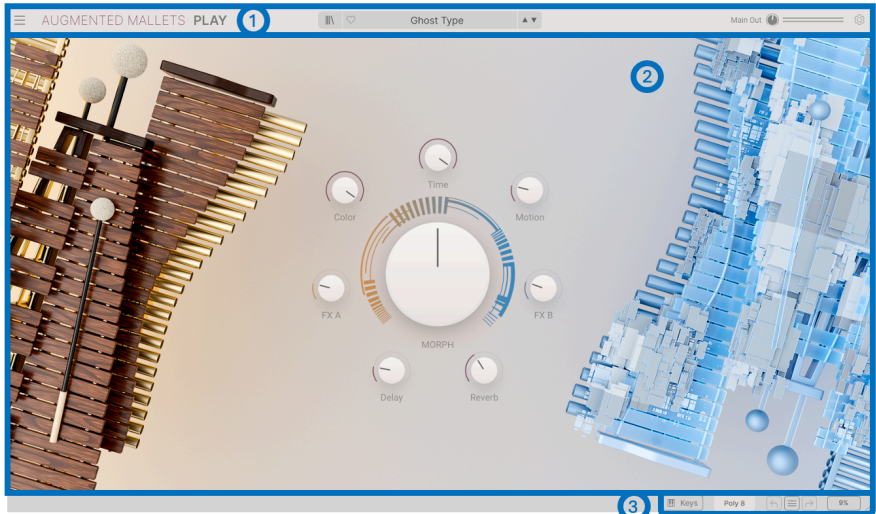 AUGMENTED MALLETS PLAY 1 Ghost Type Main Out
2
Time
Color Motion
FX A FX B
MORPH
Delay Reverb
3 Keys Poly 8 9%